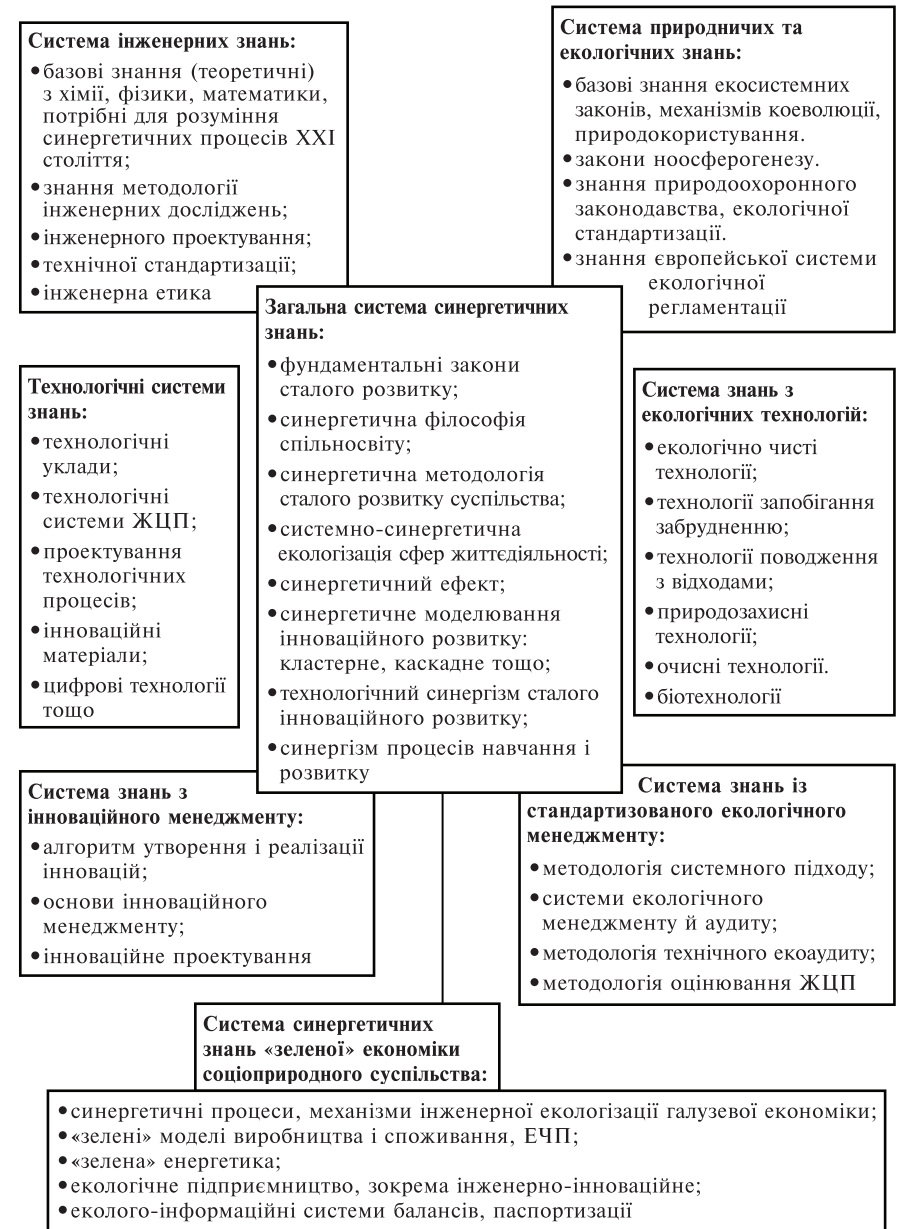 Система інженерних знань:
•базові знання (теоретичні)
з хімії, фізики, математики,
потрібні для розуміння
синергетичних процесів XXI
століття;
•знання методології
інженерних досліджень;
•інженерного проектування;
•технічної стандартизації;
•інженерна етика
Система природничих та
екологічних знань:
•базові знання екосистемних
законів, механізмів коеволюції,
природокористування.
•закони ноосферогенезу.
•знання природоохоронного
законодавства, екологічної
стандартизації.
•знання європейської системи
екологічної
регламентації
Загальна система синергетичних
знань:
•фундаментальні закони
сталого розвитку;
•синергетична філософія
спільносвіту;
•синергетична методологія
сталого розвитку суспільства;
•системно-синергетична
екологізація сфер життєдіяльності;
•синергетичний ефект;
•синергетичне моделювання
інноваційного розвитку:
кластерне, каскадне тощо;
•технологічний синергізм сталого
інноваційного розвитку;
•синергізм процесів навчання і
розвитку
Технологічні системи
знань:
•технологічні
уклади;
•технологічні
системи ЖЦП;
•проектування
технологічних
процесів;
•інноваційні
матеріали;
•цифрові технології
тощо
Система знань з
екологічних технологій:
•екологічно чисті
технології;
•технології запобігання
забрудненню;
•технології поводження
з відходами;
•природозахисні
технології;
•очисні технології.
•біотехнології
Система знань з
інноваційного менеджменту:
•алгоритм утворення і реалізації
інновацій;
•основи інноваційного
менеджменту;
•інноваційне проектування
Система знань із
стандартизованого екологічного
менеджменту:
•методологія системного підходу;
•системи екологічного
менеджменту й аудиту;
•методологія технічного екоаудиту;
•методологія оцінювання ЖЦП
Система синергетичних
знань «зеленої» економіки
соціоприродного суспільства:
•синергетичні процеси, механізми інженерної екологізації галузевої економіки;
•«зелені» моделі виробництва і споживання, ЕЧП;
•«зелена» енергетика;
•екологічне підприємництво, зокрема інженерно-інноваційне;
•еколого-інформаційні системи балансів, паспортизації